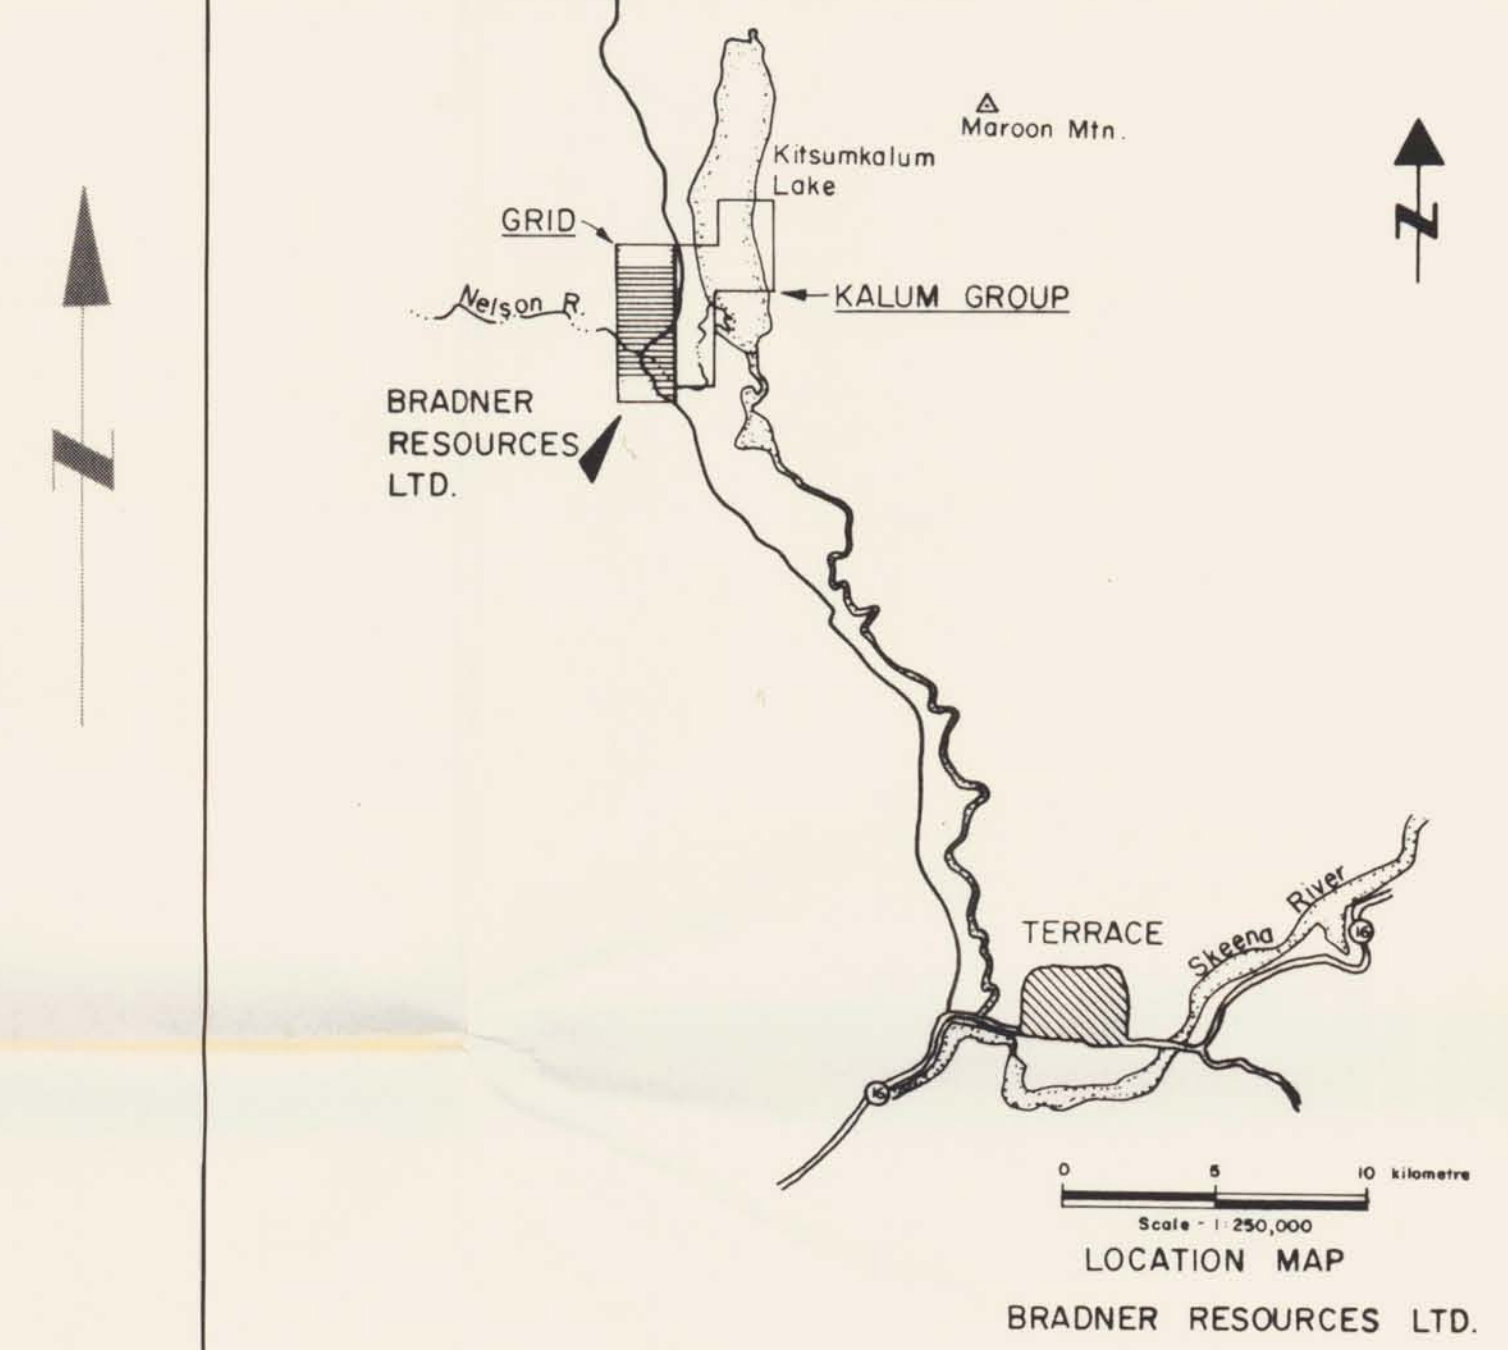 Maroon Mtn.
Kitsumkalum
Lake
GRID
Nelson R.
KALUM GROUP
BRADNER
RESOURCES
LTD.
N
N
TERRACE
Skeena River
16
16
0 5 10 kilometre
Scale - 1:250,000
LOCATION MAP
BRADNER RESOURCES LTD.